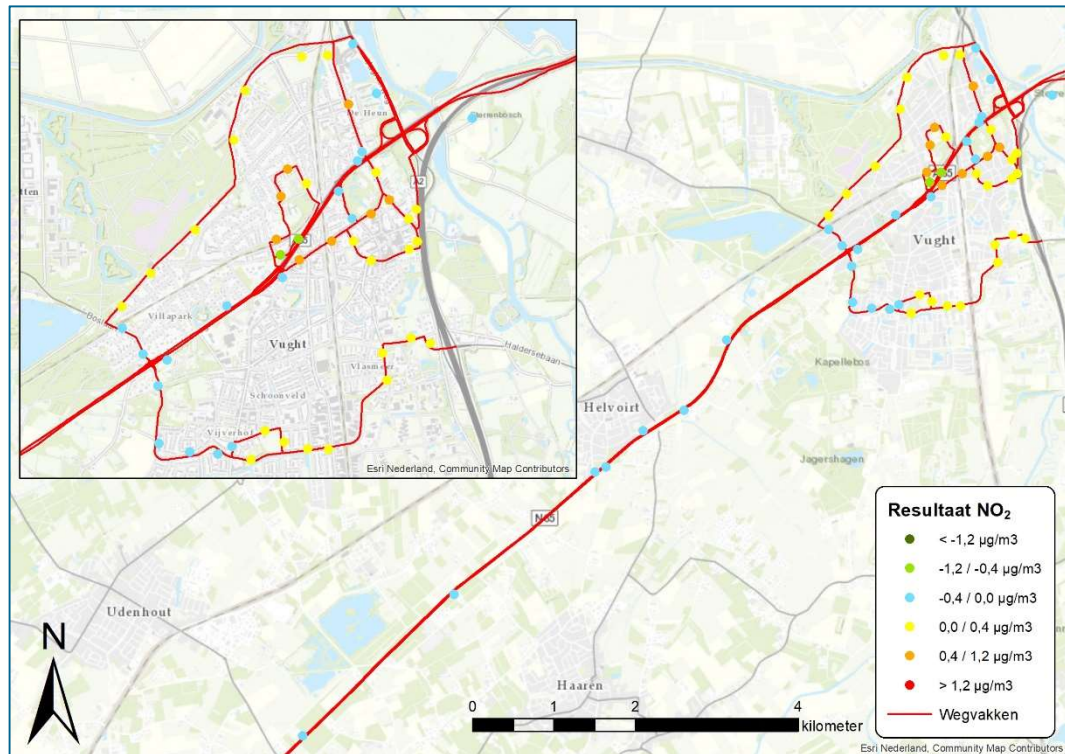 De Heun
A2
Villapark
Vught
Haldersebaan
Vlasmeer
Schoonveld
Vijverhof
Esri Nederland, Community Map Contributors
Vught
Kapellebos
Helvoirt
Jagershagen
N65
Udenhout
Haaren
N
0 1 2 4
kilometer
Resultaat NO₂
< -1,2 µg/m3
-1,2 / -0,4 µg/m3
-0,4 / 0,0 µg/m3
0,0 / 0,4 µg/m3
0,4 / 1,2 µg/m3
> 1,2 µg/m3
Wegvakken
Esri Nederland, Community Map Contributors